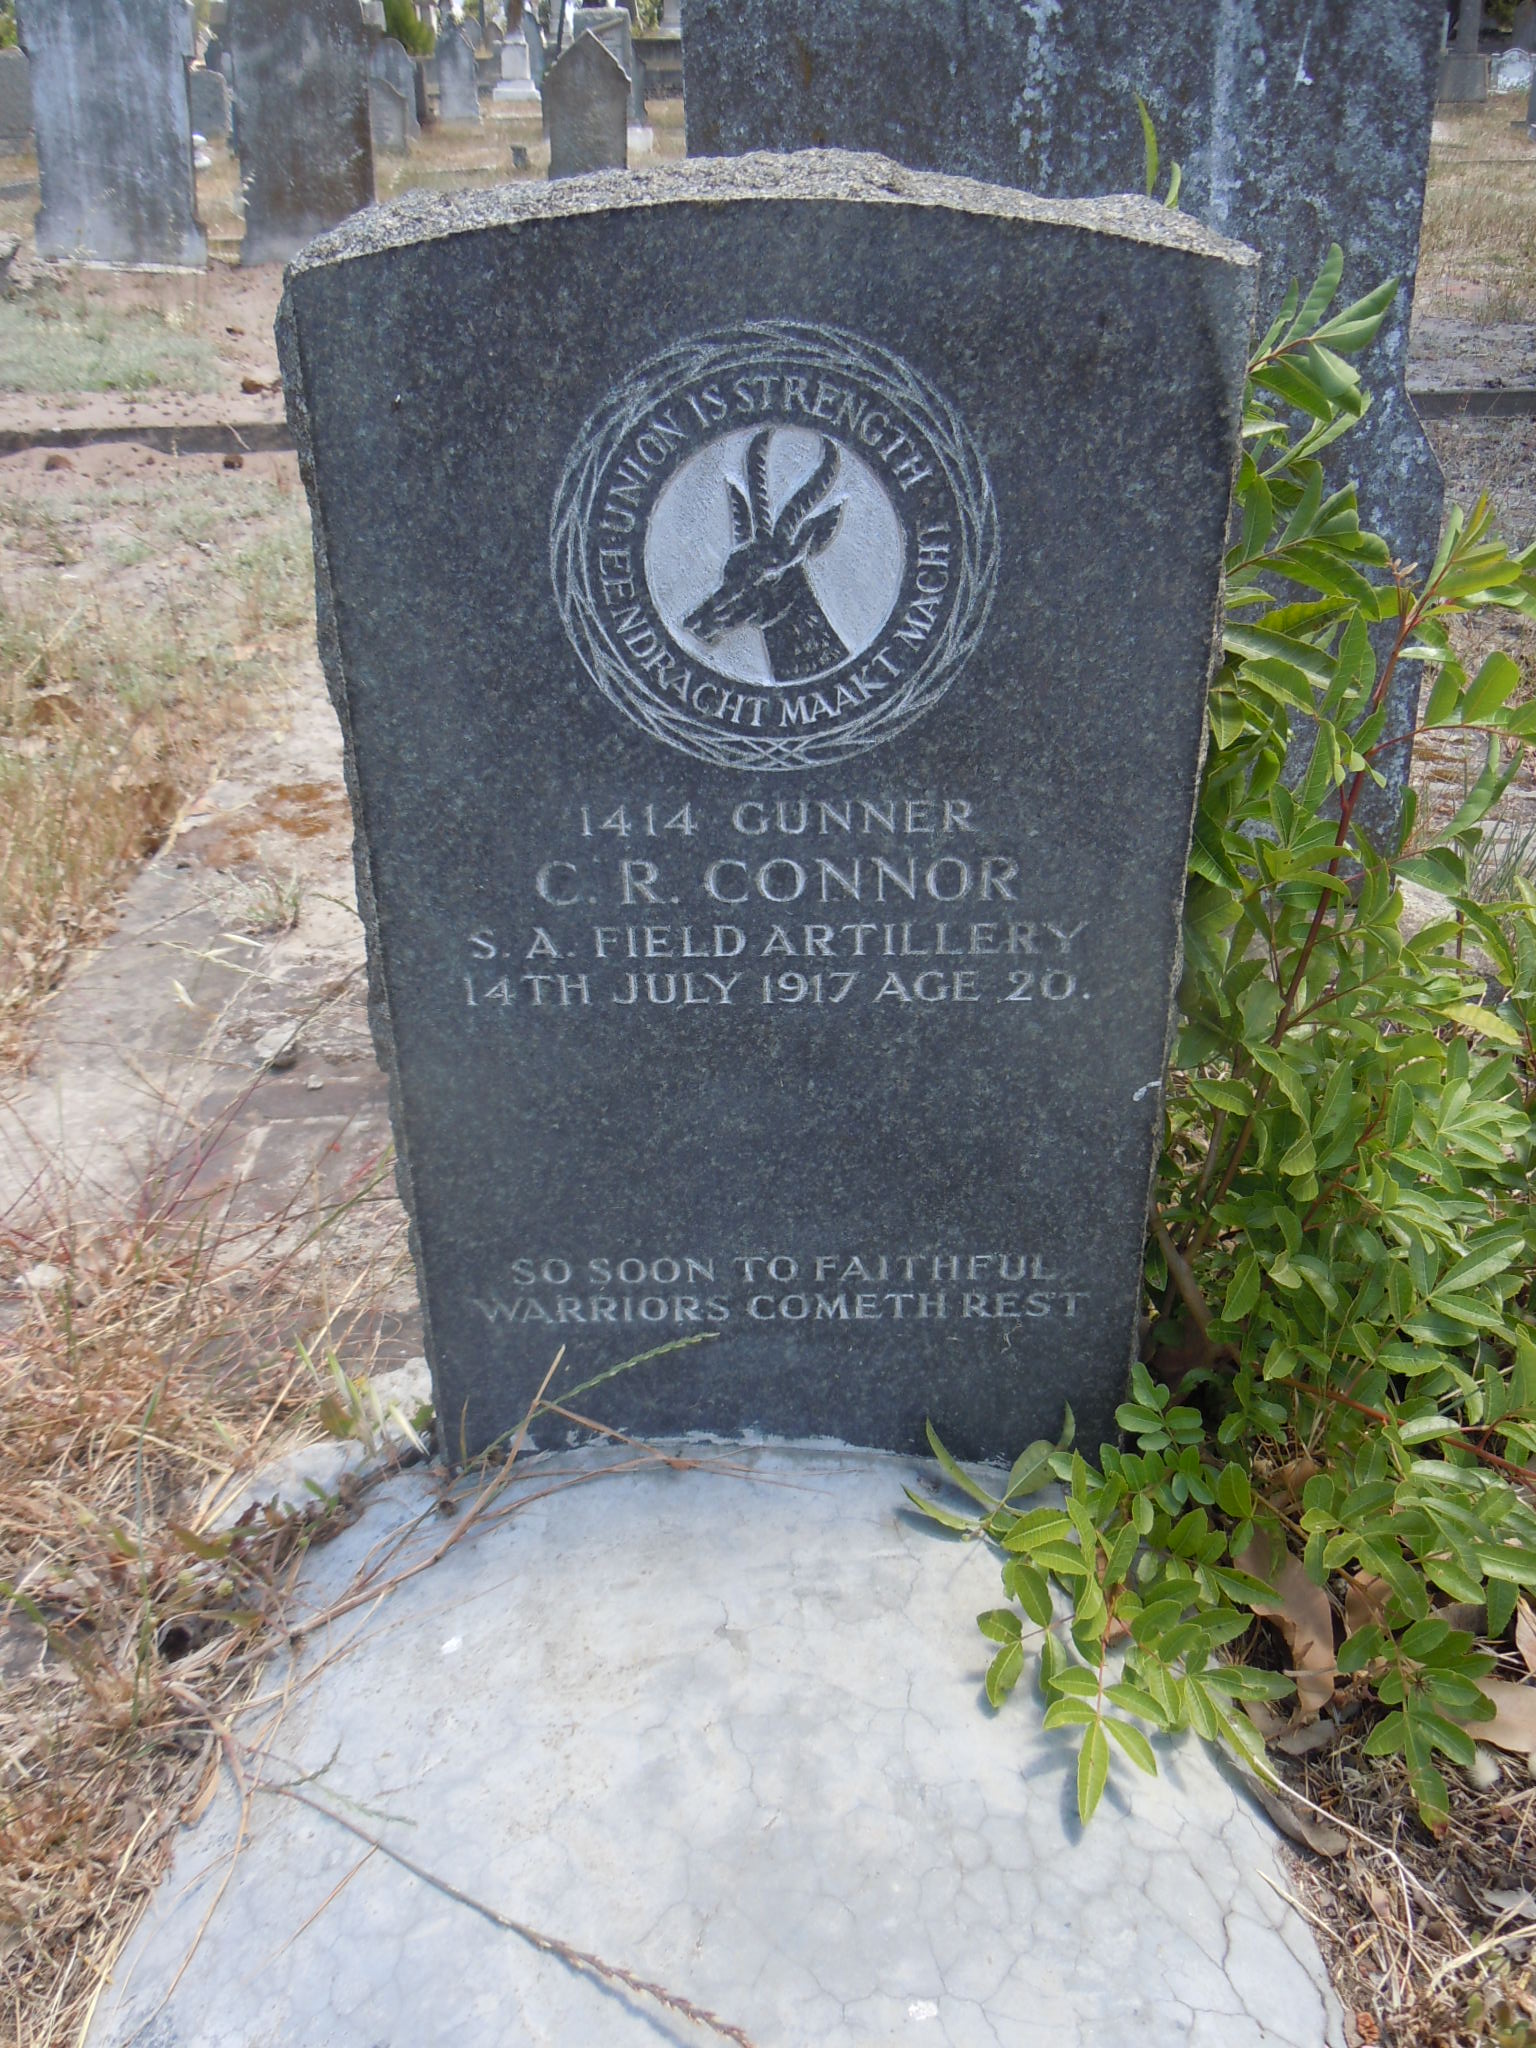 UNION IS STRENGTH
EENDRACHT MAAKT MACHT
1414 GUNNER
C. R. CONNOR
S. A. FIELD ARTILLERY
14TH JULY 1917 AGE 20.
SO SOON TO FAITHFUL
WARRIORS COMETH REST